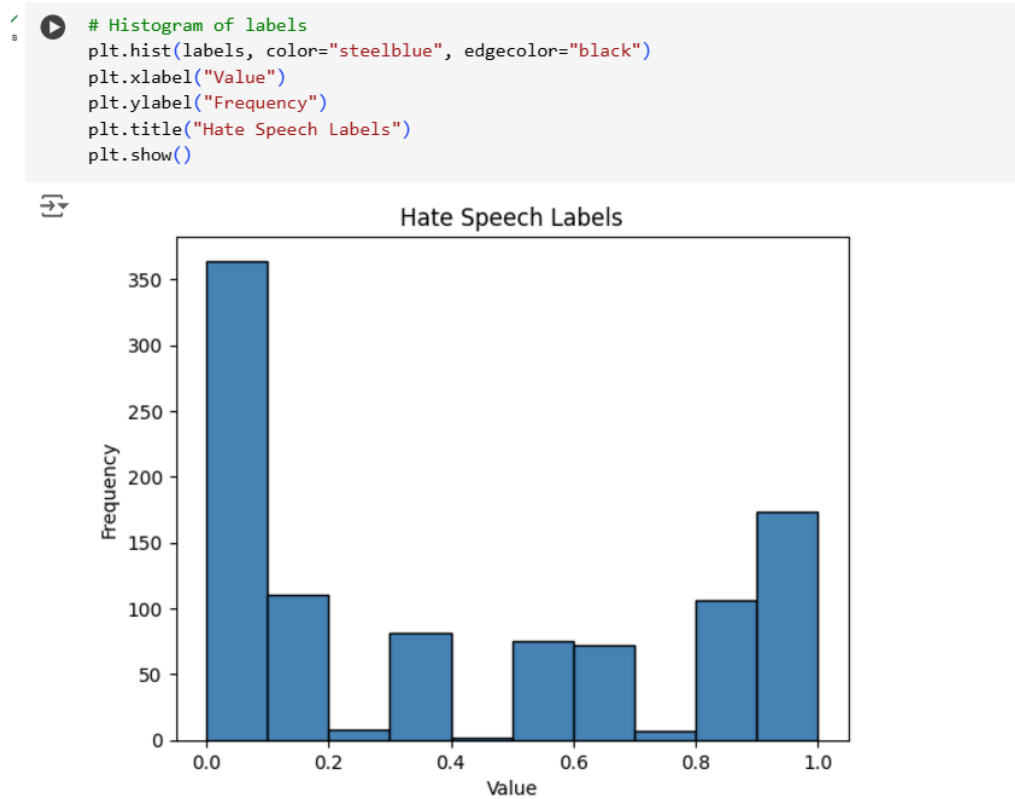 s
# Histogram of labels
plt.hist(labels, color="steelblue", edgecolor="black")
plt.xlabel("Value")
plt.ylabel("Frequency")
plt.title("Hate Speech Labels")
plt.show()
Hate Speech Labels
350
300
250
200
150
100
50
0
Frequency
0.0 0.2 0.4 0.6 0.8 1.0
Value